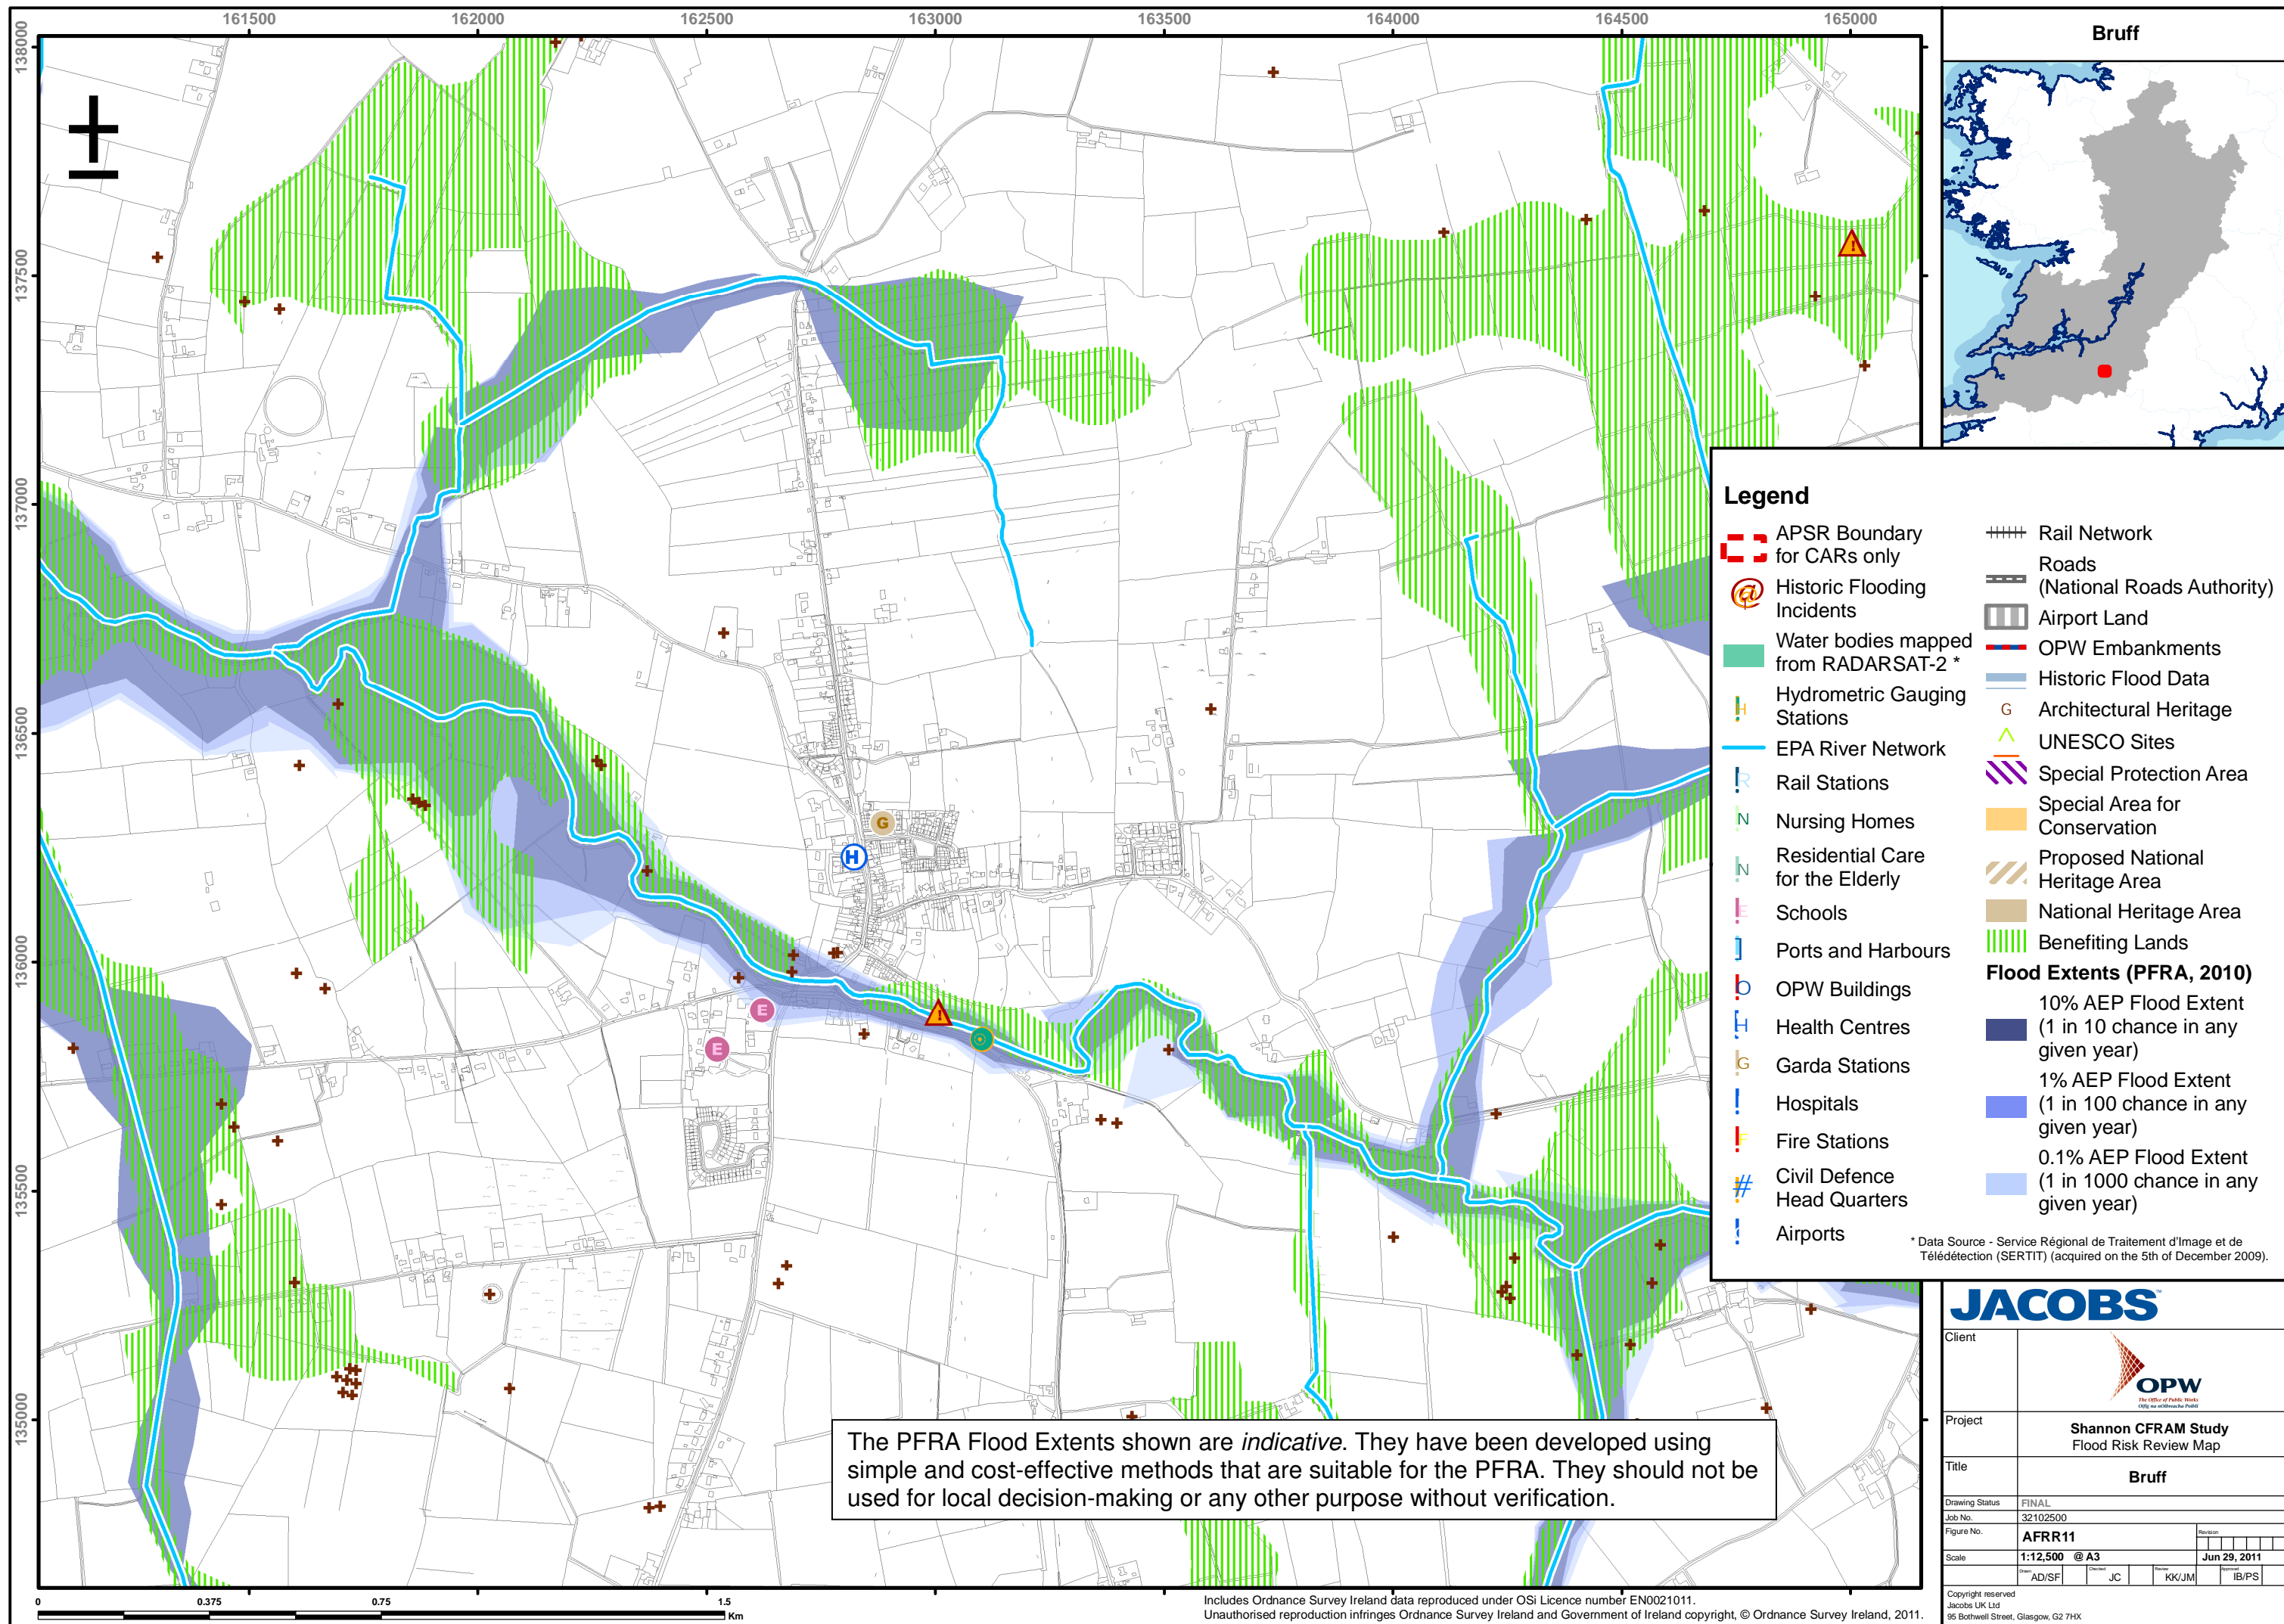 161500
162000
162500
163000
163500
164000
164500
165000
138000
137500
137000
136500
136000
135500
135000
G
H
E
E
!
!
Bruff
Legend
APSR Boundary
for CARs only
Historic Flooding
Incidents
Water bodies mapped
from RADARSAT-2 *
Hydrometric Gauging
Stations
EPA River Network
Rail Stations
Nursing Homes
Residential Care
for the Elderly
Schools
Ports and Harbours
OPW Buildings
Health Centres
Garda Stations
Hospitals
Fire Stations
Civil Defence
Head Quarters
Airports
Rail Network
Roads
(National Roads Authority)
Airport Land
OPW Embankments
Historic Flood Data
G Architectural Heritage
UNESCO Sites
Special Protection Area
Special Area for
Conservation
Proposed National
Heritage Area
National Heritage Area
Benefiting Lands
Flood Extents (PFRA, 2010)
10% AEP Flood Extent
(1 in 10 chance in any
given year)
1% AEP Flood Extent
(1 in 100 chance in any
given year)
0.1% AEP Flood Extent
(1 in 1000 chance in any
given year)
* Data Source - Service Régional de Traitement d'Image et de
Télédétection (SERTIT) (acquired on the 5th of December 2009).
The PFRA Flood Extents shown are indicative. They have been developed using
simple and cost-effective methods that are suitable for the PFRA. They should not be
used for local decision-making or any other purpose without verification.
JACOBS
Client
OPW
The Office of Public Works
Oifig na nOibreacha Poiblí
Project
Shannon CFRAM Study
Flood Risk Review Map
Title
Bruff
Drawing Status FINAL
Job No. 32102500
Figure No. AFRR11 Revision
Scale 1:12,500 @ A3 Jun 29, 2011
Drawn AD/SF Checked JC Review KK/JM Approved IB/PS
Copyright reserved
Jacobs UK Ltd
95 Bothwell Street, Glasgow, G2 7HX
0 0.375 0.75 1.5
Km
Includes Ordnance Survey Ireland data reproduced under OSi Licence number EN0021011.
Unauthorised reproduction infringes Ordnance Survey Ireland and Government of Ireland copyright, © Ordnance Survey Ireland, 2011.